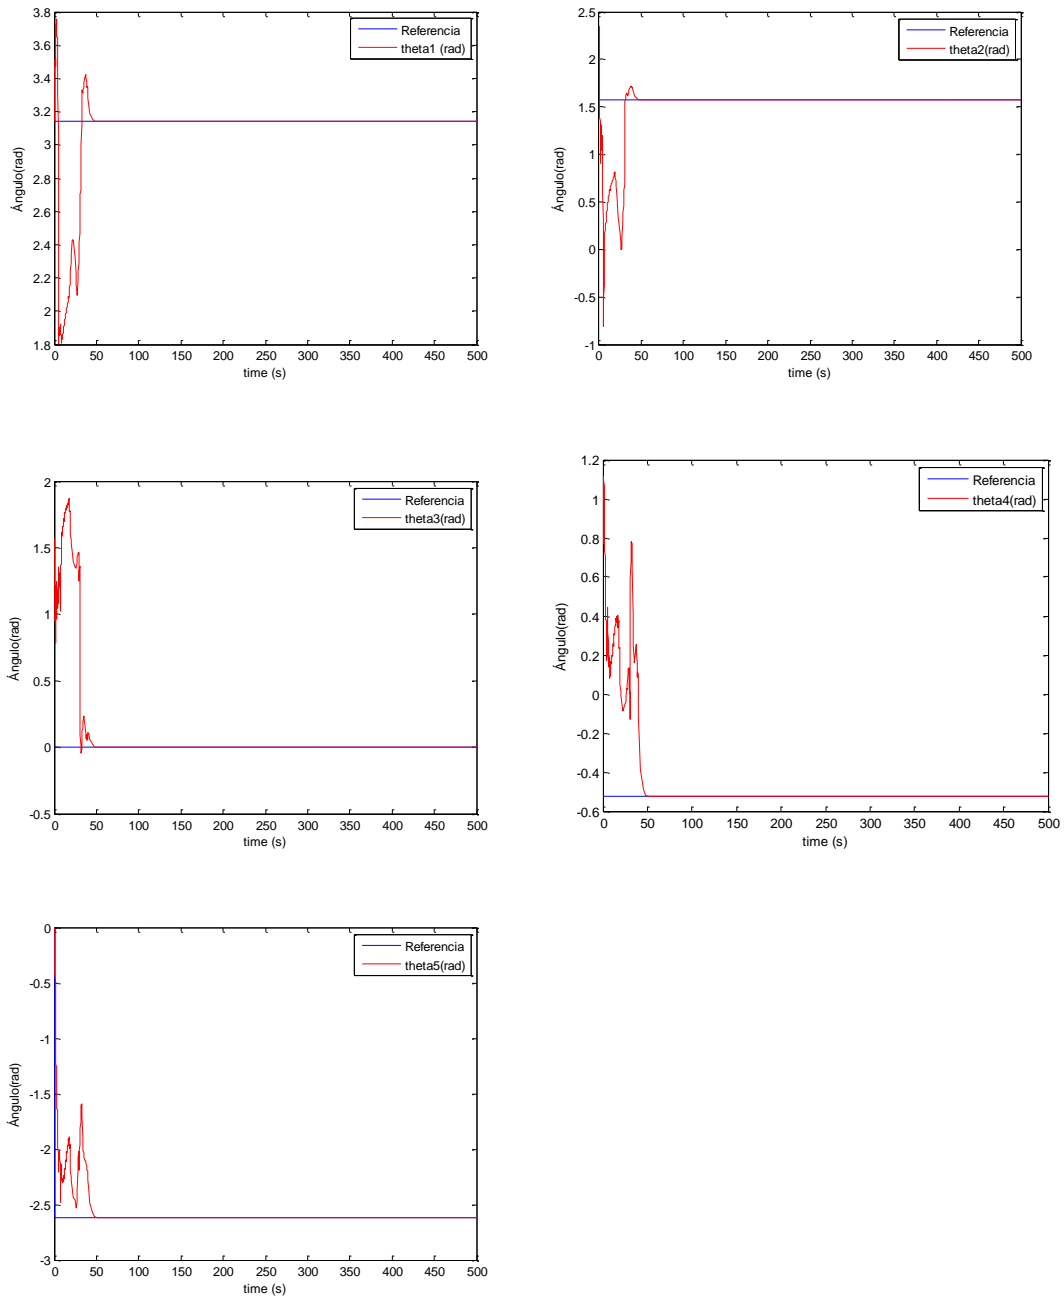 3.8
3.6
3.4
3.2
3
2.8
2.6
2.4
2.2
2
1.8
0 50 100 150 200 250 300 350 400 450 500
time (s)
Ángulo(rad)
Referencia
theta1 (rad)
2.5
2
1.5
1
0.5
0
-0.5
-1
0 50 100 150 200 250 300 350 400 450 500
time (s)
Ángulo(rad)
Referencia
theta2(rad)
2
1.5
1
0.5
0
-0.5
0 50 100 150 200 250 300 350 400 450 500
time (s)
Ángulo(rad)
Referencia
theta3(rad)
1.2
1
0.8
0.6
0.4
0.2
0
-0.2
-0.4
-0.6
0 50 100 150 200 250 300 350 400 450 500
time (s)
Ángulo(rad)
Referencia
theta4(rad)
0
-0.5
-1
-1.5
-2
-2.5
-3
0 50 100 150 200 250 300 350 400 450 500
time (s)
Ángulo(rad)
Referencia
theta5(rad)